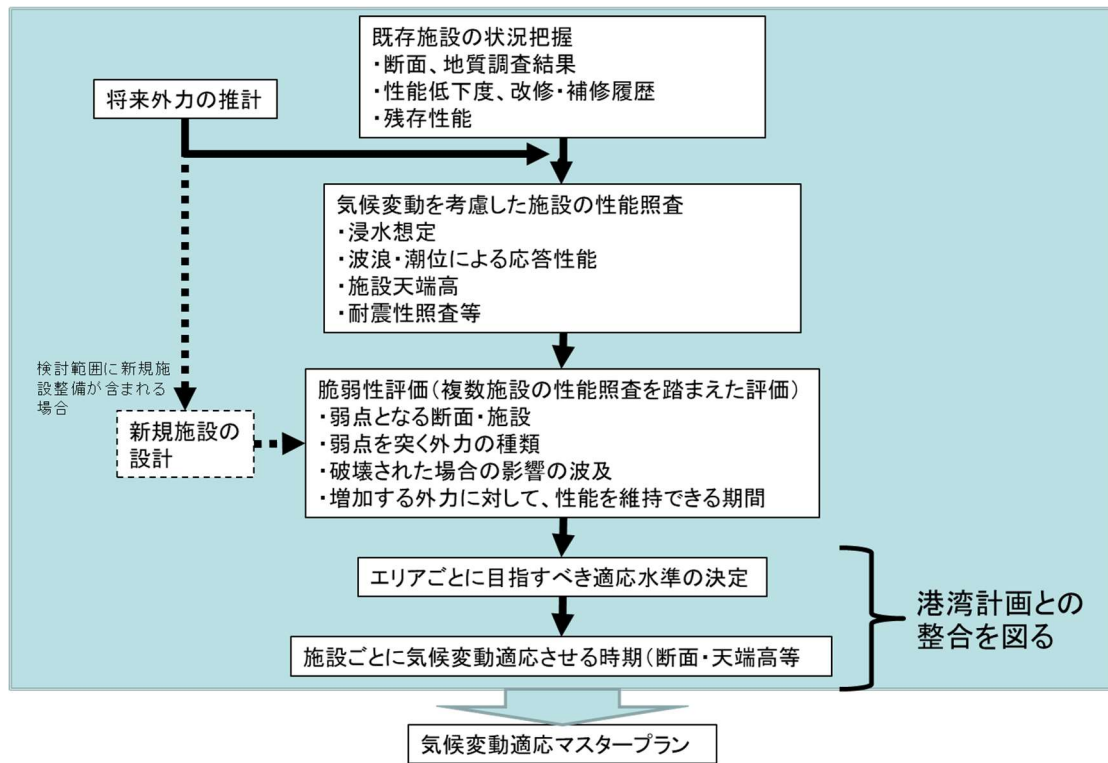 既存施設の状況把握
・断面、地質調査結果
・性能低下度、改修・補修履歴
・残存性能
将来外力の推計
気候変動を考慮した施設の性能照査
・浸水想定
・波浪・潮位による応答性能
・施設天端高
・耐震性照査等
検討範囲に新規施
設整備が含まれる
場合
新規施設の
設計
脆弱性評価(複数施設の性能照査を踏まえた評価)
・弱点となる断面・施設
・弱点を突く外力の種類
・破壊された場合の影響の波及
・増加する外力に対して、性能を維持できる期間
エリアごとに目指すべき適応水準の決定
施設ごとに気候変動適応させる時期(断面・天端高等
港湾計画との
整合を図る
気候変動適応マスタープラン